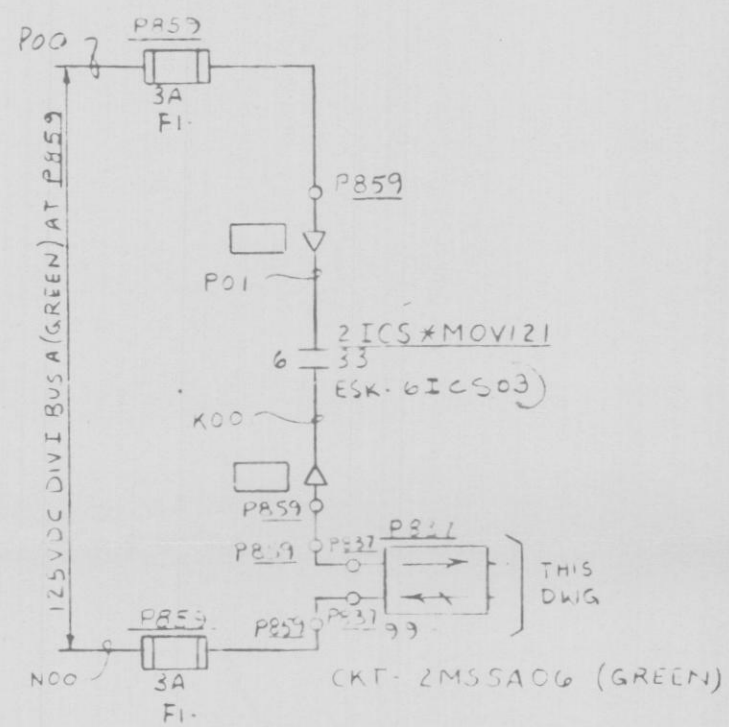 P00
P859
3A
F1.
P859
P01
2ICS*MOV121
6 33
ESK-6ICS03
K00
125VDC DIV I BUS A (GREEN) AT P859
P859
P859 P837
THIS
DWG
P859
P859 P837
99
N00
3A
F1.
CKT-2MSSA06 (GREEN)